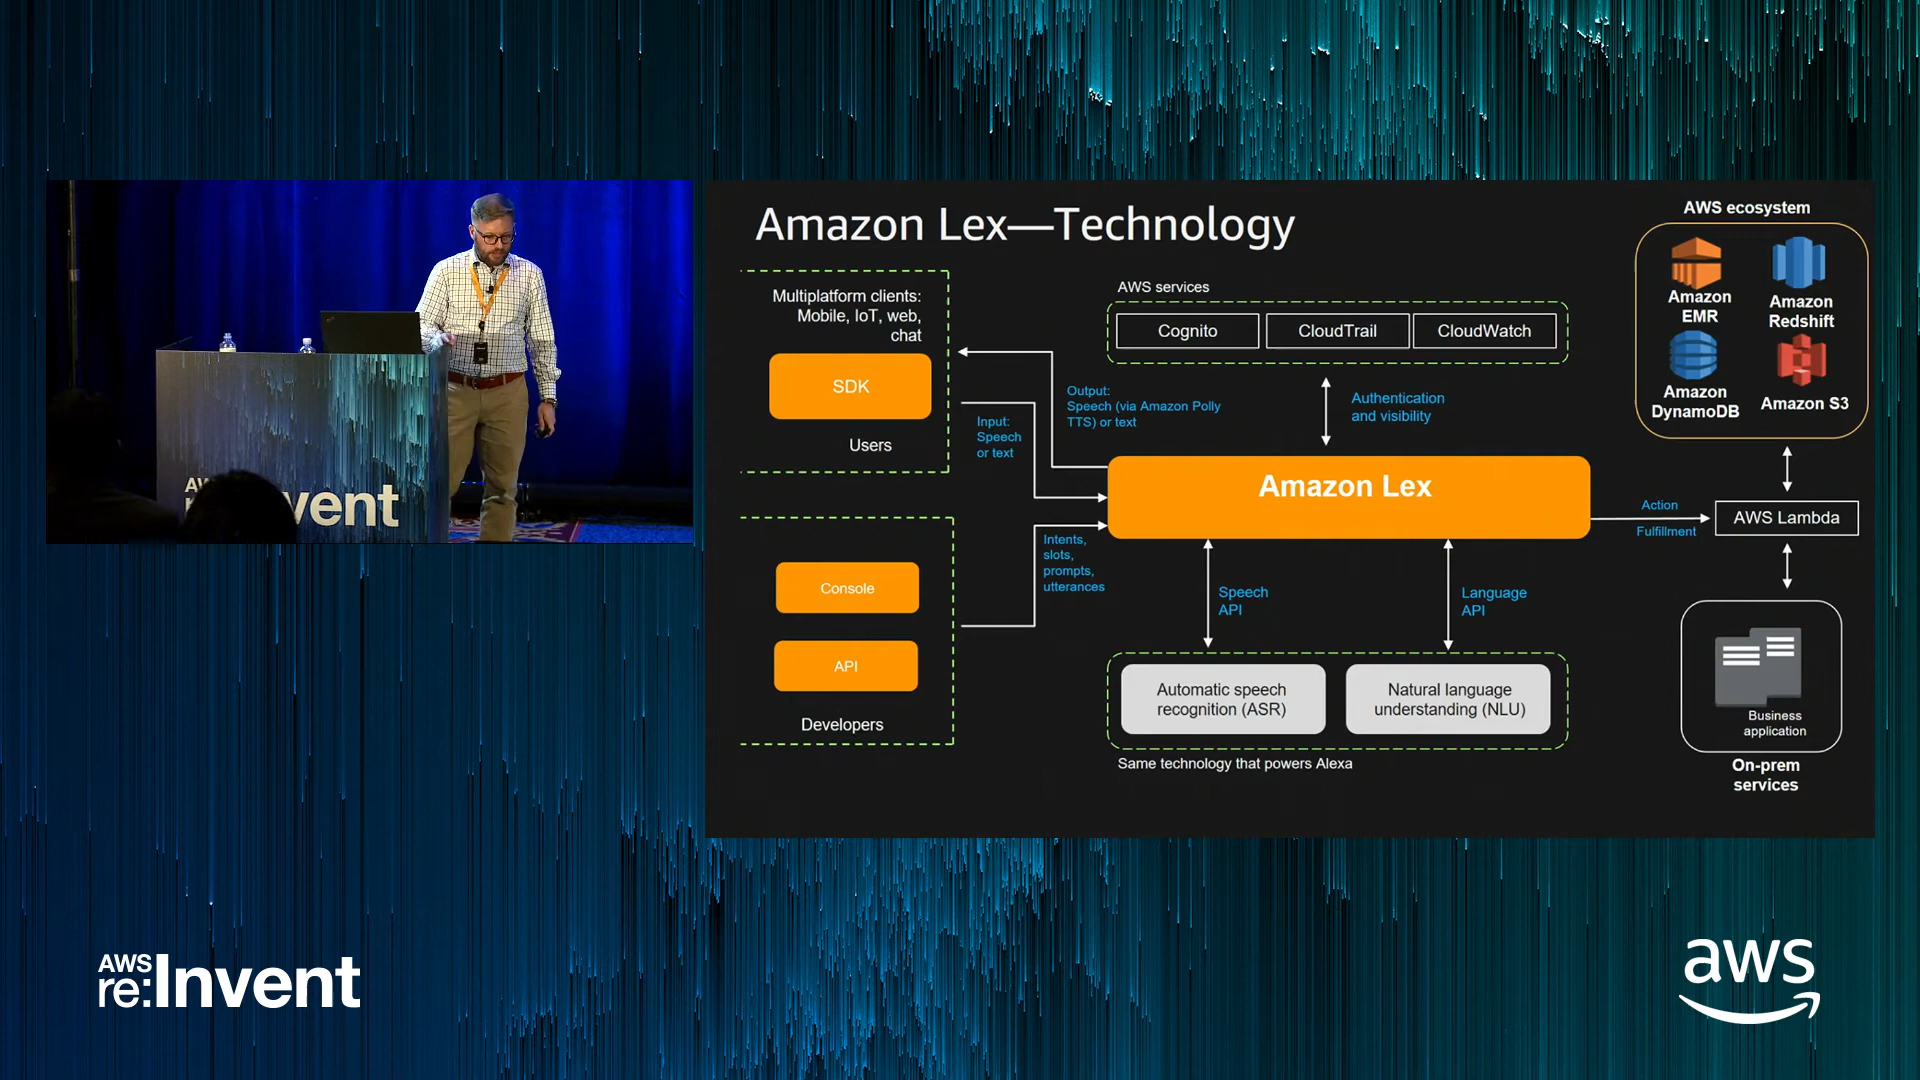 Amazon Lex—Technology
Multiplatform clients:
Mobile, IoT, web,
chat
SDK
Users
Input:
Speech
or text
Output:
Speech (via Amazon Polly
TTS) or text
AWS services
Cognito
CloudTrail
CloudWatch
Authentication
and visibility
Amazon Lex
Console
API
Developers
Intents,
slots,
prompts,
utterances
Speech
API
Language
API
Automatic speech
recognition (ASR)
Natural language
understanding (NLU)
Same technology that powers Alexa
Action
Fulfillment
AWS ecosystem
Amazon
EMR
Amazon
Redshift
Amazon
DynamoDB
Amazon S3
AWS Lambda
Business
application
On-prem
services
vent
AWS
re:Invent
aws